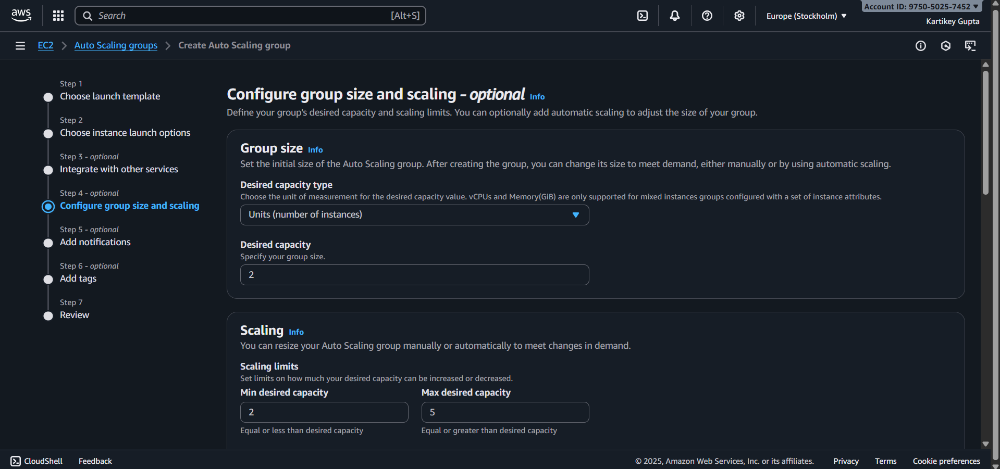 aws
Search
[Alt+S]
Europe (Stockholm)
Account ID: 9750-5025-7452
Kartikey Gupta
EC2
Auto Scaling groups
Create Auto Scaling group
Step 1
Choose launch template
Step 2
Choose instance launch options
Step 3 - optional
Integrate with other services
Step 4 - optional
Configure group size and scaling
Step 5 - optional
Add notifications
Step 6 - optional
Add tags
Step 7
Review
Configure group size and scaling - optional Info
Define your group's desired capacity and scaling limits. You can optionally add automatic scaling to adjust the size of your group.
Group size Info
Set the initial size of the Auto Scaling group. After creating the group, you can change its size to meet demand, either manually or by using automatic scaling.
Desired capacity type
Choose the unit of measurement for the desired capacity value. vCPUs and Memory(GiB) are only supported for mixed instances groups configured with a set of instance attributes.
Units (number of instances)
Desired capacity
Specify your group size.
2
Scaling Info
You can resize your Auto Scaling group manually or automatically to meet changes in demand.
Scaling limits
Set limits on how much your desired capacity can be increased or decreased.
Min desired capacity
Max desired capacity
2
5
Equal or less than desired capacity
Equal or greater than desired capacity
CloudShell
Feedback
© 2025, Amazon Web Services, Inc. or its affiliates.
Privacy
Terms
Cookie preferences